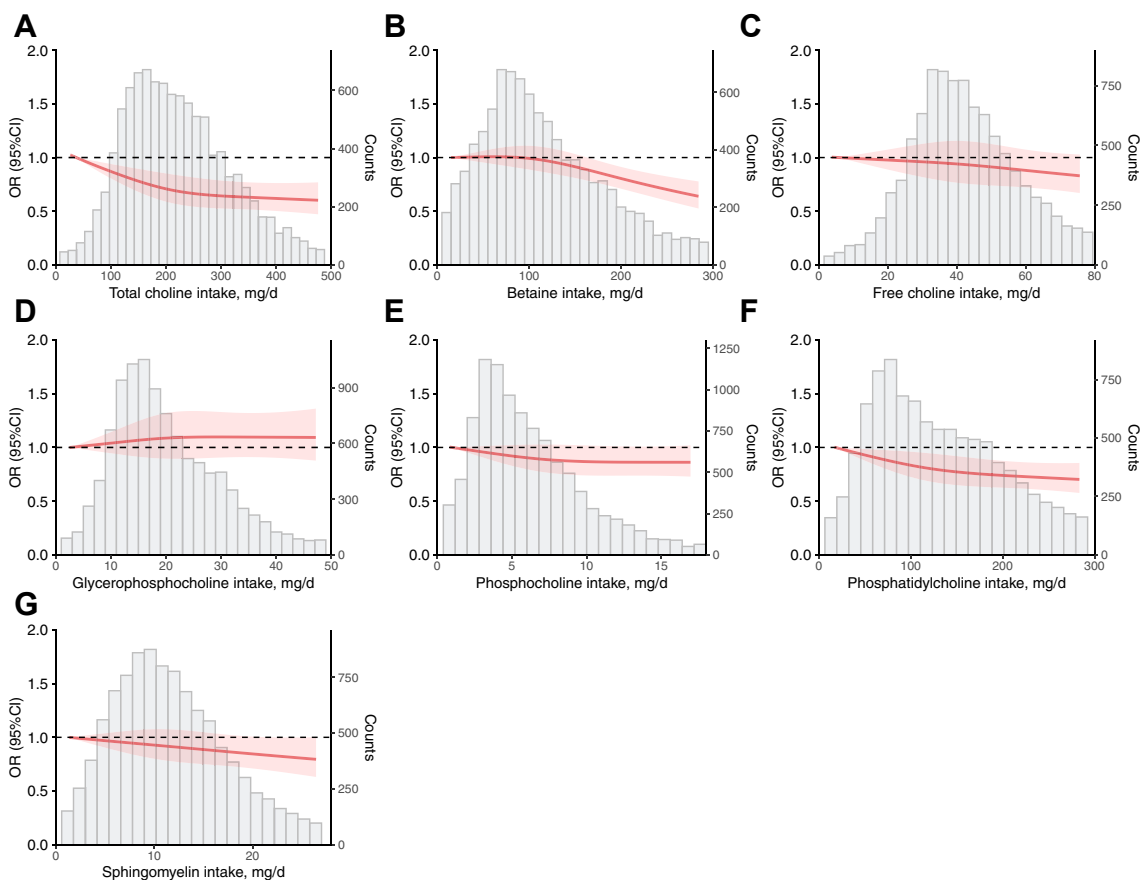 A
2.0
1.5
1.0
0.5
0.0
OR (95%CI)
600
400
200
0
Counts
0 100 200 300 400 500
Total choline intake, mg/d
B
2.0
1.5
1.0
0.5
0.0
OR (95%CI)
600
400
200
0
Counts
0 100 200 300
Betaine intake, mg/d
C
2.0
1.5
1.0
0.5
0.0
OR (95%CI)
750
500
250
0
Counts
0 20 40 60 80
Free choline intake, mg/d
D
2.0
1.5
1.0
0.5
0.0
OR (95%CI)
900
600
300
0
Counts
0 10 20 30 40 50
Glycerophosphocholine intake, mg/d
E
2.0
1.5
1.0
0.5
0.0
OR (95%CI)
1250
1000
750
500
250
0
Counts
0 5 10 15
Phosphocholine intake, mg/d
F
2.0
1.5
1.0
0.5
0.0
OR (95%CI)
750
500
250
0
Counts
0 100 200 300
Phosphatidylcholine intake, mg/d
G
2.0
1.5
1.0
0.5
0.0
OR (95%CI)
750
500
250
0
Counts
0 10 20
Sphingomyelin intake, mg/d